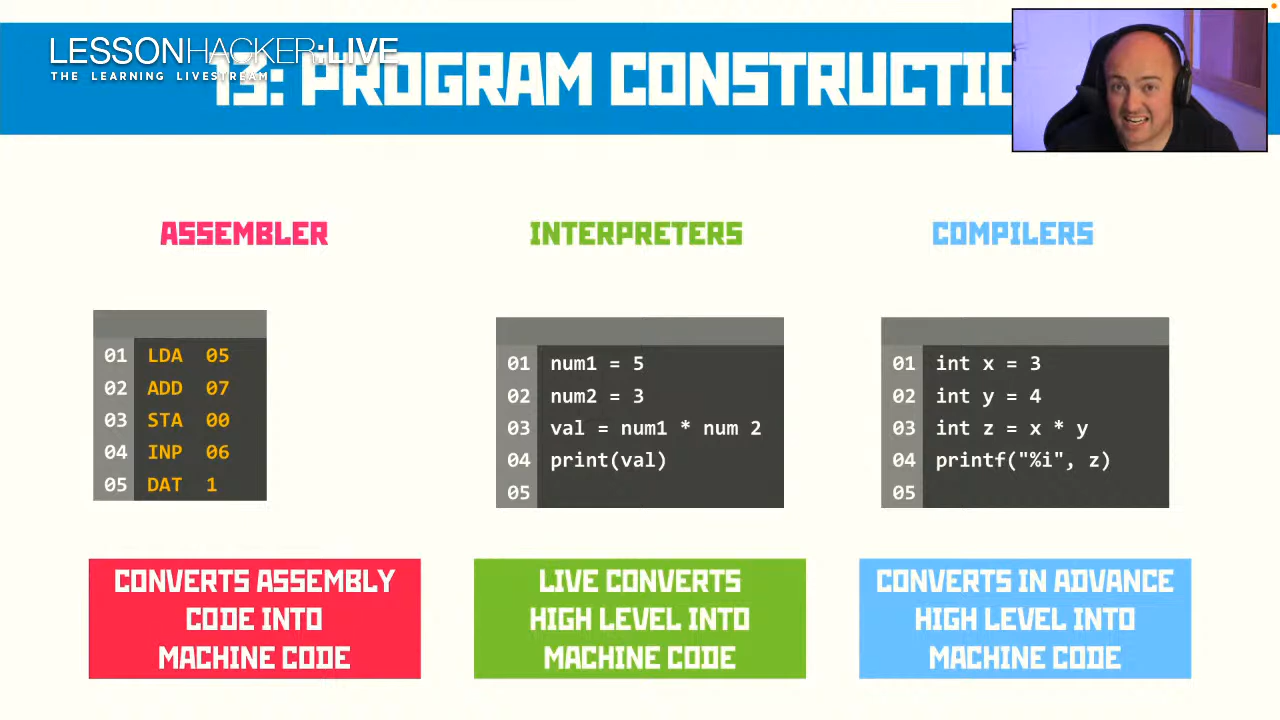 LESSONHACKER:LIVE
THE LEARNING LIVESTREAM
13: PROGRAM CONSTRUCTIO
ASSEMBLER
01 LDA 05
02 ADD 07
03 STA 00
04 INP 06
05 DAT 1
CONVERTS ASSEMBLY
CODE INTO
MACHINE CODE
INTERPRETERS
01 num1 = 5
02 num2 = 3
03 val = num1 * num 2
04 print(val)
05
LIVE CONVERTS
HIGH LEVEL INTO
MACHINE CODE
COMPILERS
01 int x = 3
02 int y = 4
03 int z = x * y
04 printf("%i", z)
05
CONVERTS IN ADVANCE
HIGH LEVEL INTO
MACHINE CODE